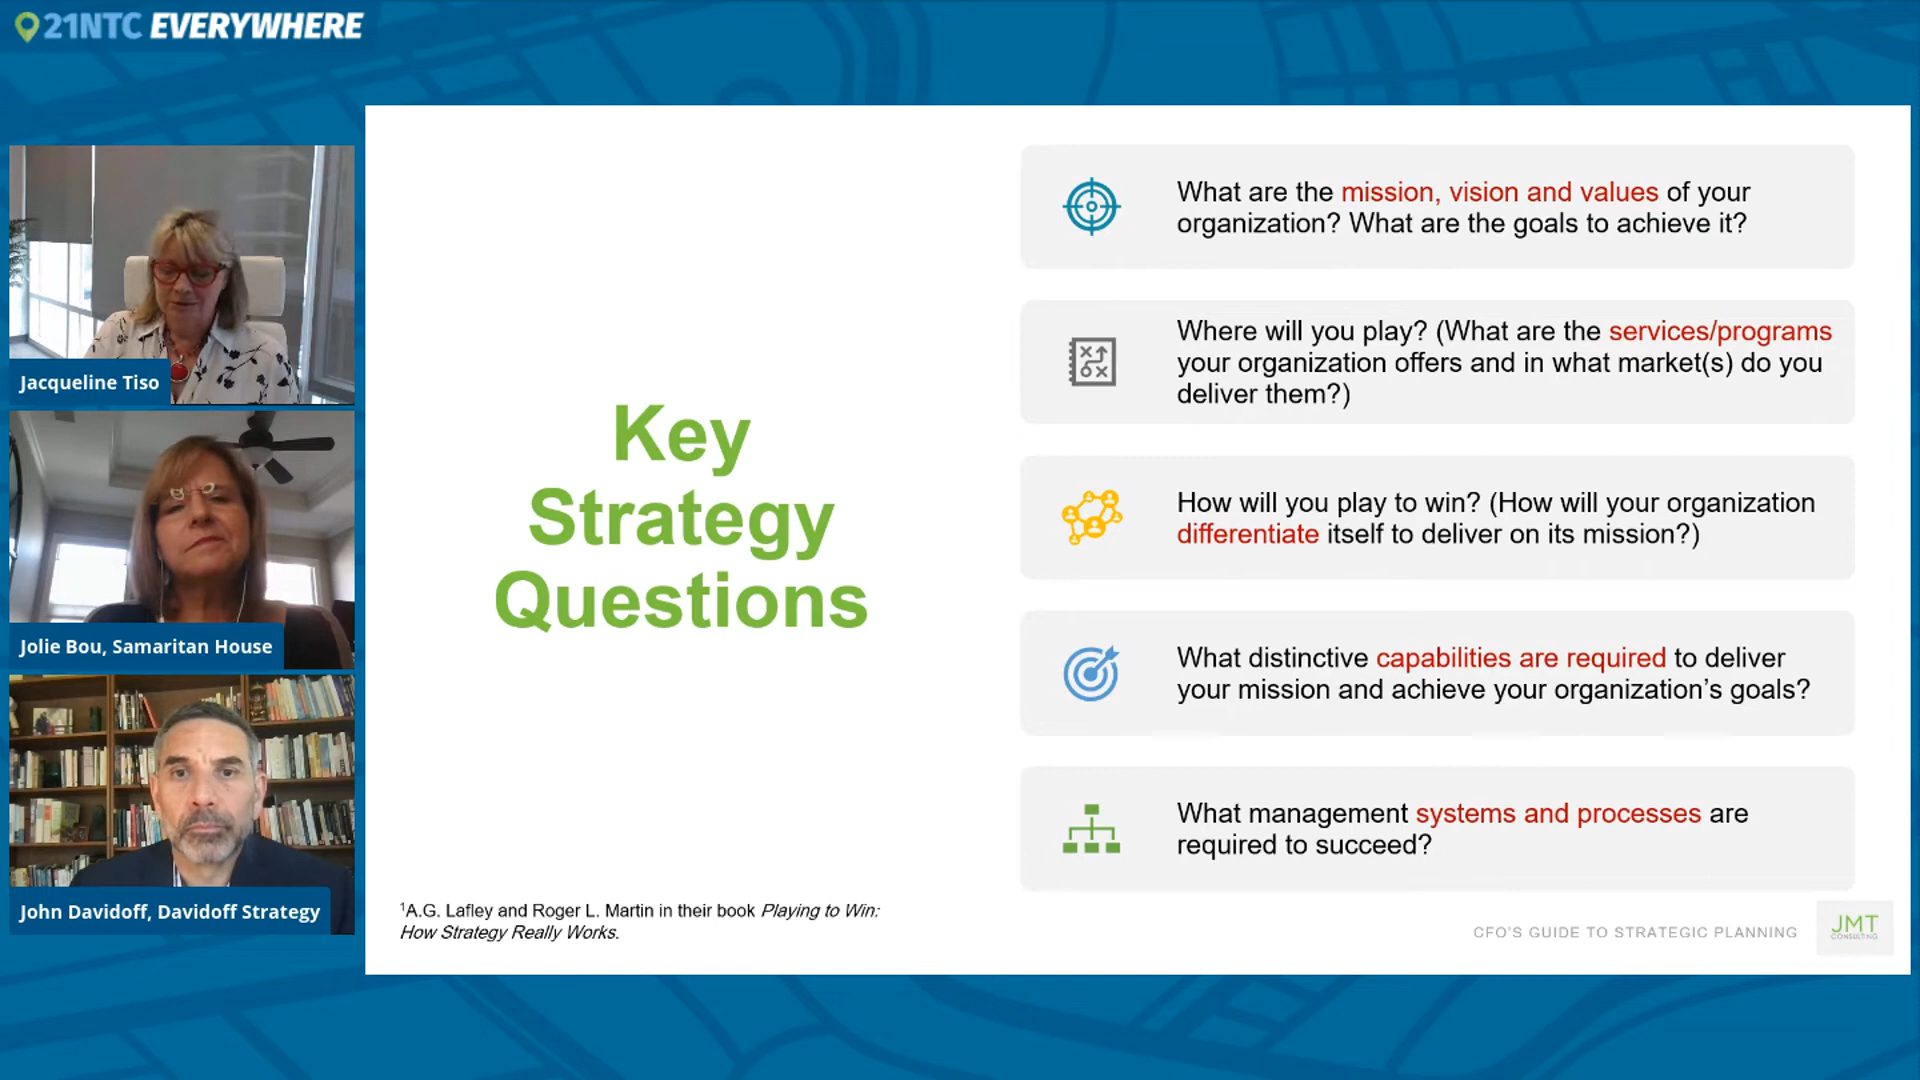 21NTC EVERYWHERE
Jacqueline Tiso
Jolie Bou, Samaritan House
John Davidoff, Davidoff Strategy
Key
Strategy
Questions
What are the mission, vision and values of your
organization? What are the goals to achieve it?
Where will you play? (What are the services/programs
your organization offers and in what market(s) do you
deliver them?)
How will you play to win? (How will your organization
differentiate itself to deliver on its mission?)
What distinctive capabilities are required to deliver
your mission and achieve your organization’s goals?
What management systems and processes are
required to succeed?
¹A.G. Lafley and Roger L. Martin in their book Playing to Win:
How Strategy Really Works.
CFO'S GUIDE TO STRATEGIC PLANNING
JMT
CONSULTING